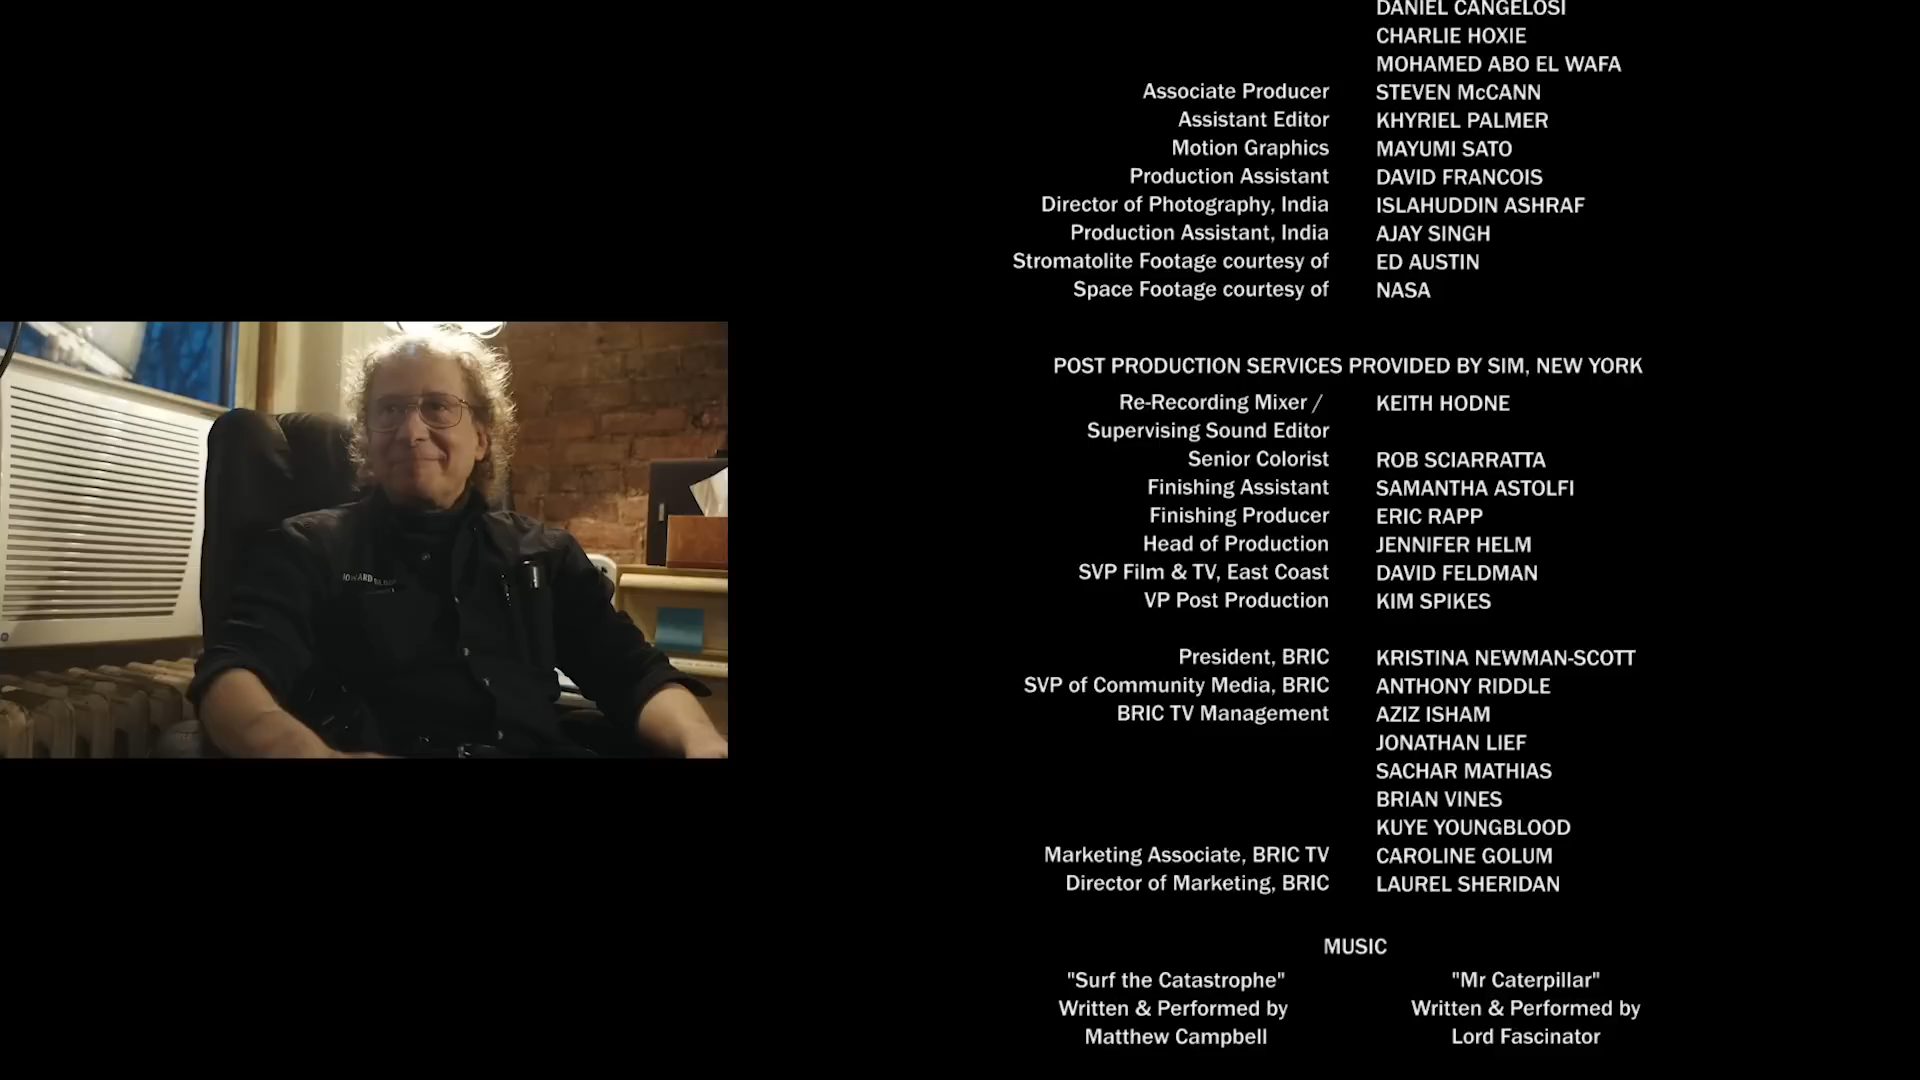 DANIEL CANGELOSI
CHARLIE HOXIE
MOHAMED ABO EL WAFA
Associate Producer STEVEN McCANN
Assistant Editor KHYRIEL PALMER
Motion Graphics MAYUMI SATO
Production Assistant DAVID FRANCOIS
Director of Photography, India ISLAHUDDIN ASHRAF
Production Assistant, India AJAY SINGH
Stromatolite Footage courtesy of ED AUSTIN
Space Footage courtesy of NASA
POST PRODUCTION SERVICES PROVIDED BY SIM, NEW YORK
Re-Recording Mixer / KEITH HODNE
Supervising Sound Editor
Senior Colorist ROB SCIARRATTA
Finishing Assistant SAMANTHA ASTOLFI
Finishing Producer ERIC RAPP
Head of Production JENNIFER HELM
SVP Film & TV, East Coast DAVID FELDMAN
VP Post Production KIM SPIKES
President, BRIC KRISTINA NEWMAN-SCOTT
SVP of Community Media, BRIC ANTHONY RIDDLE
BRIC TV Management AZIZ ISHAM
JONATHAN LIEF
SACHAR MATHIAS
BRIAN VINES
KUYE YOUNGBLOOD
Marketing Associate, BRIC TV CAROLINE GOLUM
Director of Marketing, BRIC LAUREL SHERIDAN
MUSIC
"Surf the Catastrophe" "Mr Caterpillar"
Written & Performed by Written & Performed by
Matthew Campbell Lord Fascinator